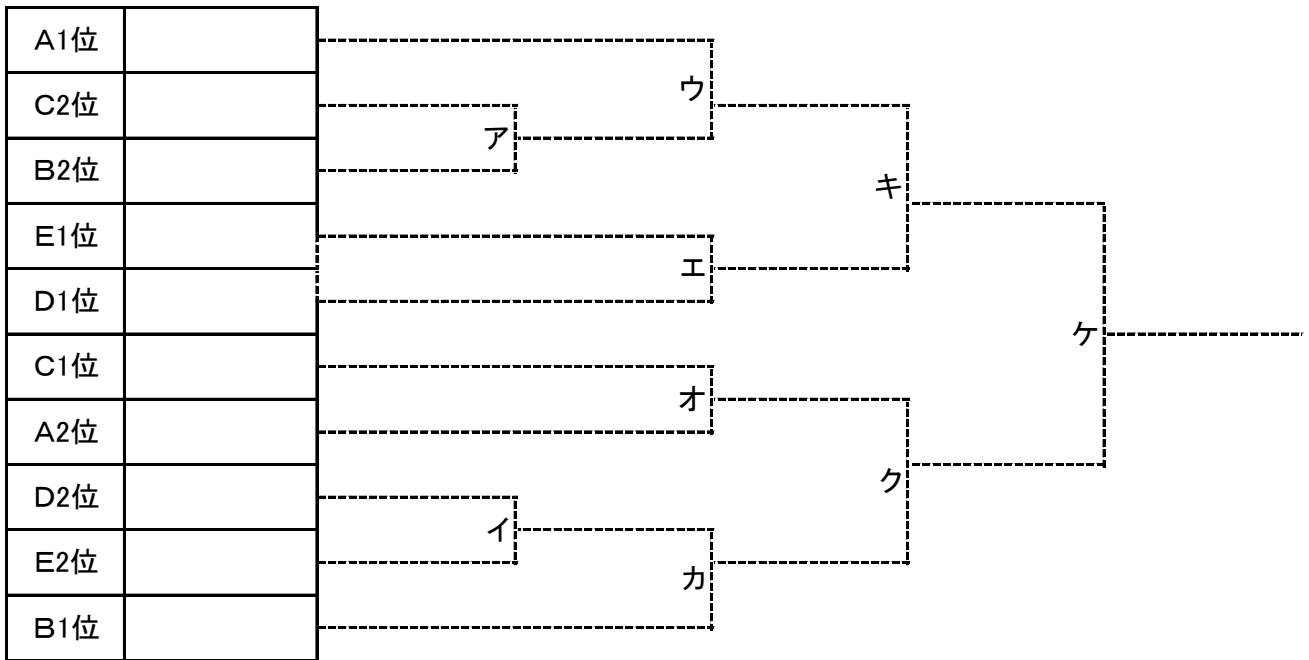 A1位
ウ
C2位
ア
B2位
キ
E1位
エ
D1位
ケ
C1位
オ
A2位
ク
D2位
イ
E2位
カ
B1位